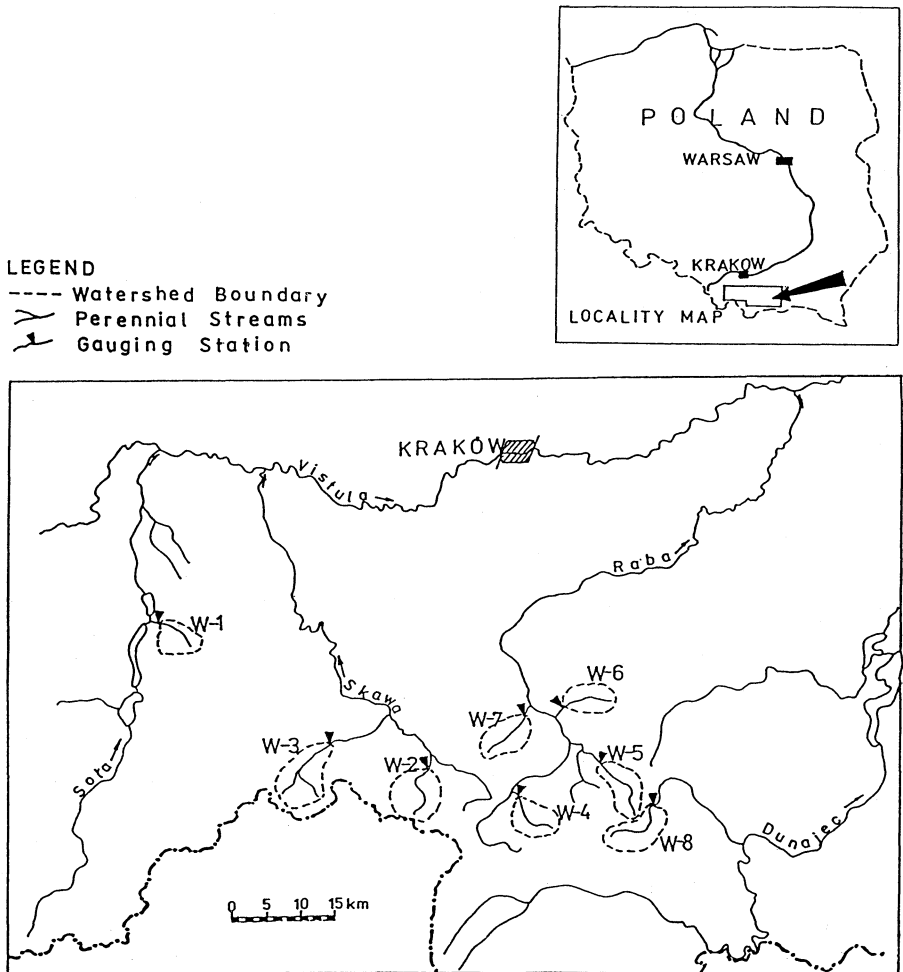 POLAND
WARSAW
KRAKOW
LOCALITY MAP
LEGEND
Watershed Boundary
Perennial Streams
Gauging Station
KRAKÓW
Vistula
Raba
W-1
Skawa
W-6
W-7
W-3
W-2
W-5
Soła
W-4
Dunajec
W-8
0 5 10 15 km